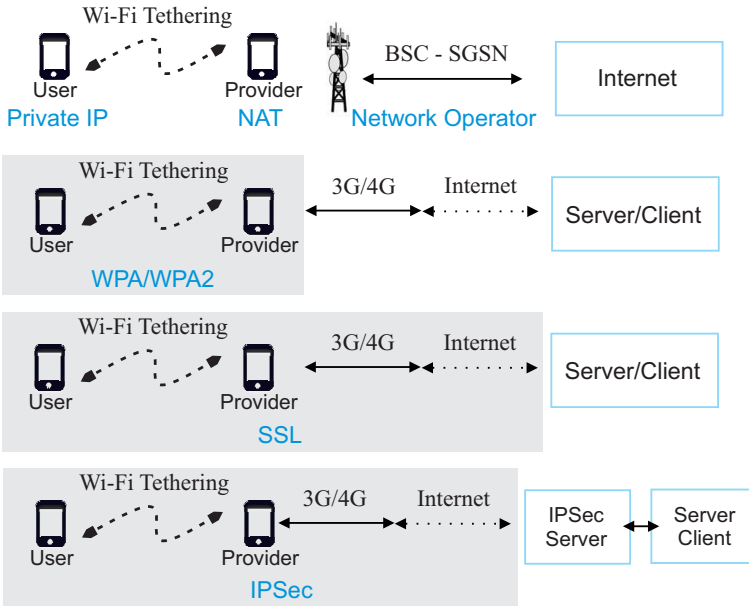 Wi-Fi Tethering
User
Provider
BSC - SGSN
Internet
Private IP
NAT
Network Operator
Wi-Fi Tethering
3G/4G
Internet
User
Provider
Server/Client
WPA/WPA2
Wi-Fi Tethering
3G/4G
Internet
User
Provider
Server/Client
SSL
Wi-Fi Tethering
3G/4G
Internet
User
Provider
IPSec
Server
Server
Client
IPSec